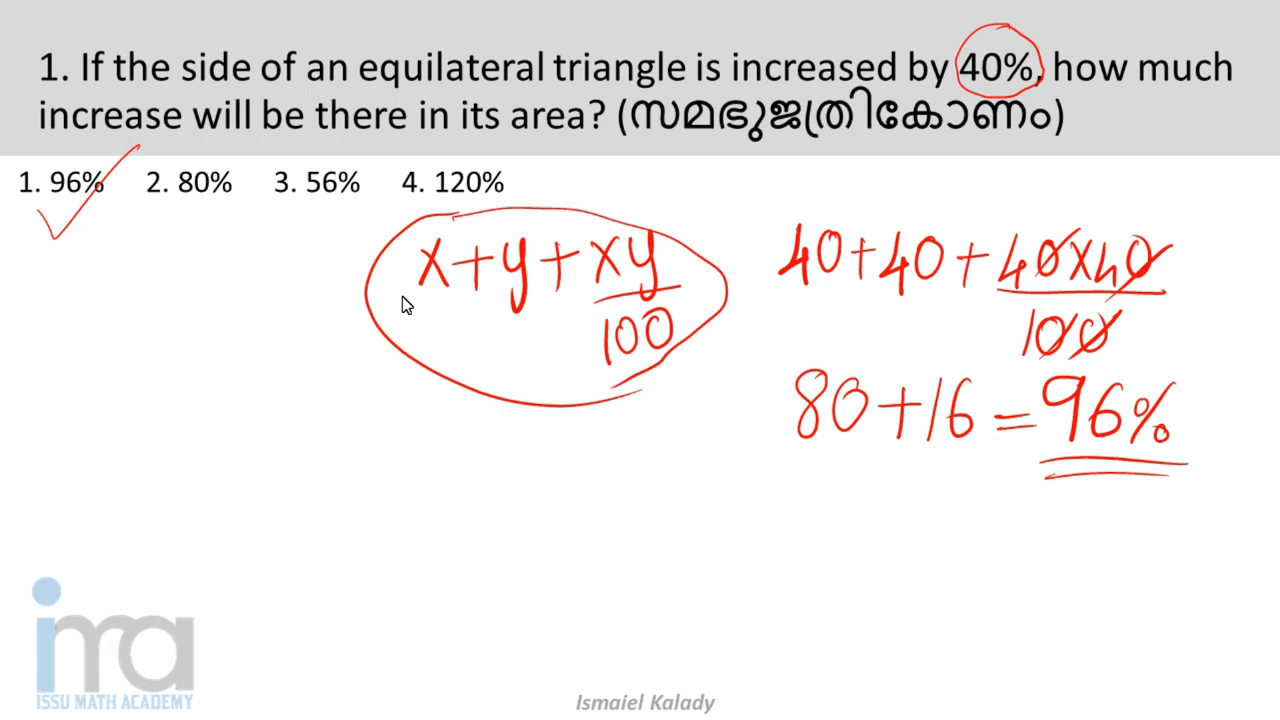 1. If the side of an equilateral triangle is increased by 40%, how much
increase will be there in its area? (സമഭുജത്രികോണം)
1. 96% 2. 80% 3. 56% 4. 120%
x+y+xy/100
40+40+40x40/100
80+16=96%
ima
ISSU MATH ACADEMY
Ismaiel Kalady